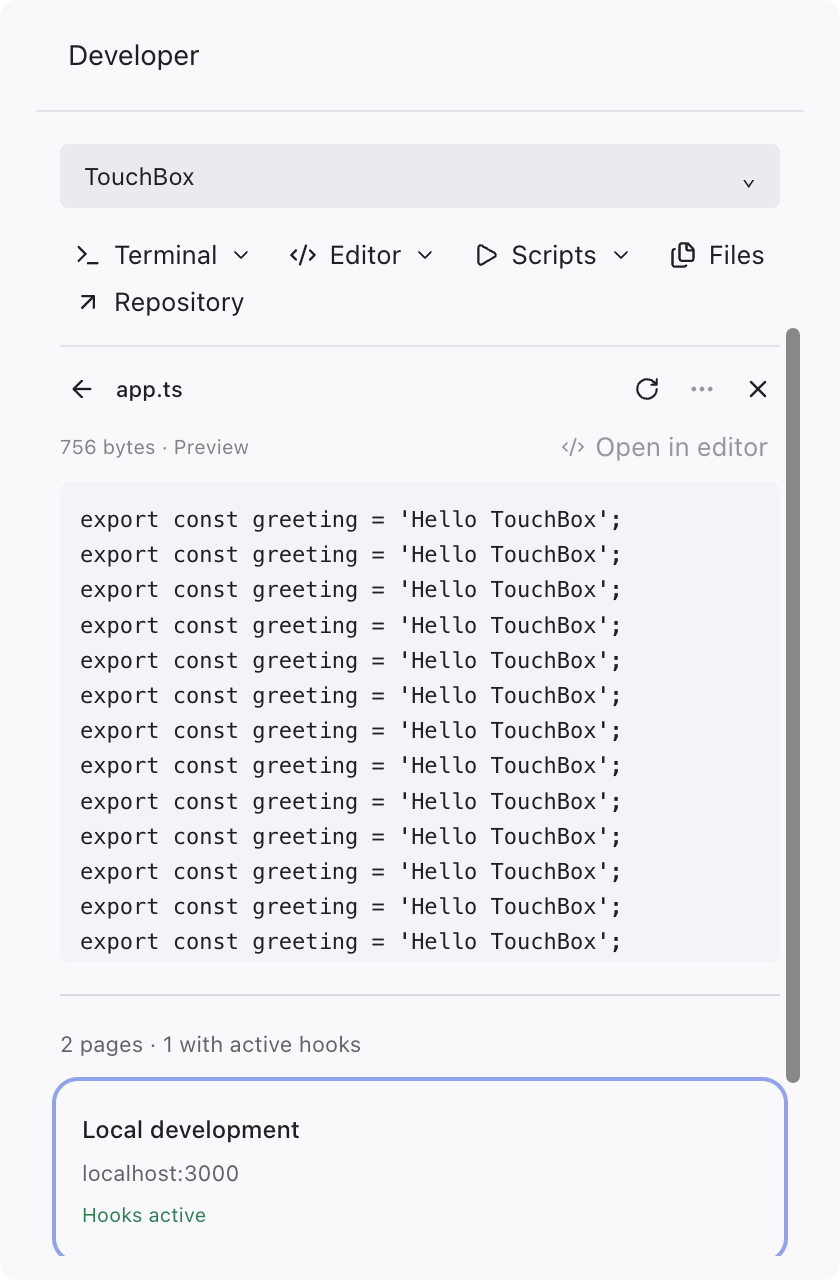 Developer
TouchBox
Terminal Editor Scripts Files
Repository
app.ts
756 bytes · Preview Open in editor
export const greeting = 'Hello TouchBox';
export const greeting = 'Hello TouchBox';
export const greeting = 'Hello TouchBox';
export const greeting = 'Hello TouchBox';
export const greeting = 'Hello TouchBox';
export const greeting = 'Hello TouchBox';
export const greeting = 'Hello TouchBox';
export const greeting = 'Hello TouchBox';
export const greeting = 'Hello TouchBox';
export const greeting = 'Hello TouchBox';
export const greeting = 'Hello TouchBox';
export const greeting = 'Hello TouchBox';
export const greeting = 'Hello TouchBox';
2 pages · 1 with active hooks
Local development
localhost:3000
Hooks active